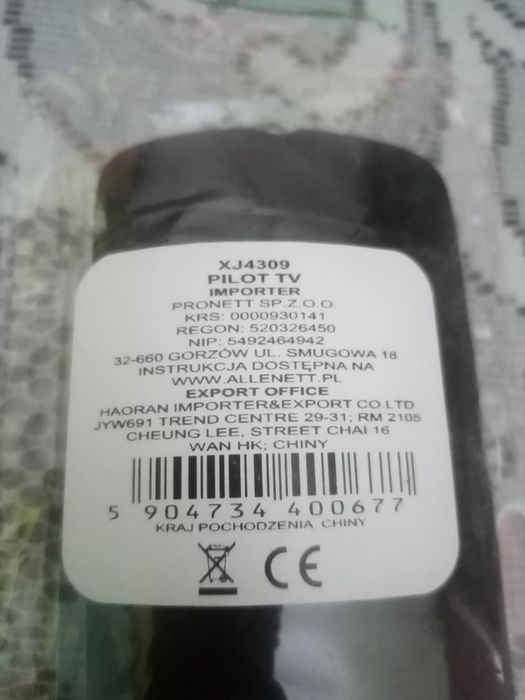 XJ4309
PILOT TV
IMPORTER
PRONETT SP.Z.O.O.
KRS: 0000930141
REGON: 520326450
NIP: 5492464942
32-660 GORZÓW UL. SMUGOWA 18
INSTRUKCJA DOSTĘPNA NA
WWW.ALLENETT.PL
EXPORT OFFICE
HAORAN IMPORTER&EXPORT CO.LTD
JYW691 TREND CENTRE 29-31; RM 2105
CHEUNG LEE, STREET CHAI 16
WAN HK; CHINY
5 904734 400677
KRAJ POCHODZENIA CHINY
CE